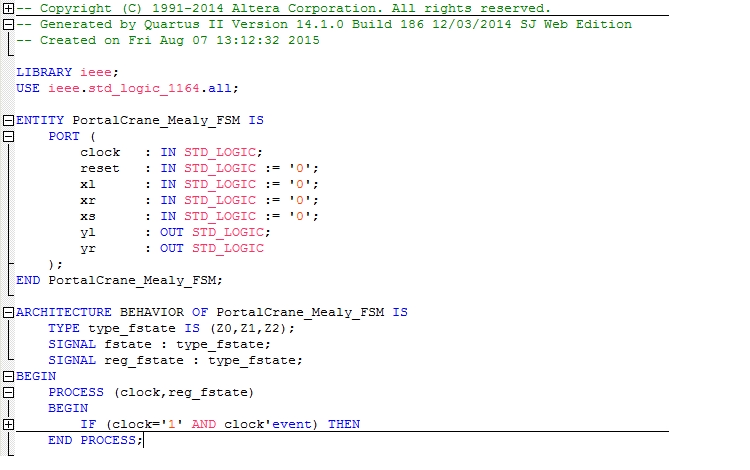 -- Copyright (C) 1991-2014 Altera Corporation. All rights reserved.
-- Generated by Quartus II Version 14.1.0 Build 186 12/03/2014 SJ Web Edition
-- Created on Fri Aug 07 13:12:32 2015
LIBRARY ieee;
USE ieee.std_logic_1164.all;
ENTITY PortalCrane_Mealy_FSM IS
PORT (
clock : IN STD_LOGIC;
reset : IN STD_LOGIC := '0';
xl : IN STD_LOGIC := '0';
xr : IN STD_LOGIC := '0';
xs : IN STD_LOGIC := '0';
yl : OUT STD_LOGIC;
yr : OUT STD_LOGIC
);
END PortalCrane_Mealy_FSM;
ARCHITECTURE BEHAVIOR OF PortalCrane_Mealy_FSM IS
TYPE type_fstate IS (Z0,Z1,Z2);
SIGNAL fstate : type_fstate;
SIGNAL reg_fstate : type_fstate;
BEGIN
PROCESS (clock,reg_fstate)
BEGIN
IF (clock='1' AND clock'event) THEN
END PROCESS;